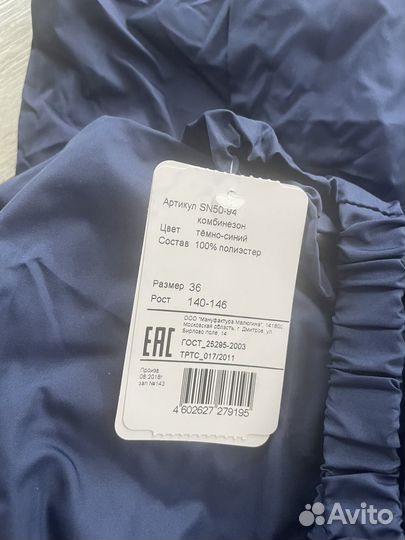 Артикул SN50-94
комбинезон
Цвет тёмно-синий
Состав 100% полиэстер
Размер 36
Рост 140-146
ООО "Мануфактура Малюгина", 141800,
Московская область, г. Дмитров, ул.
Бирлово поле, 14
EAC
ГОСТ_25295-2003
ТРТС_017/2011
Произв.
08.2018г.
зап №143
4 602627 279195
Avito